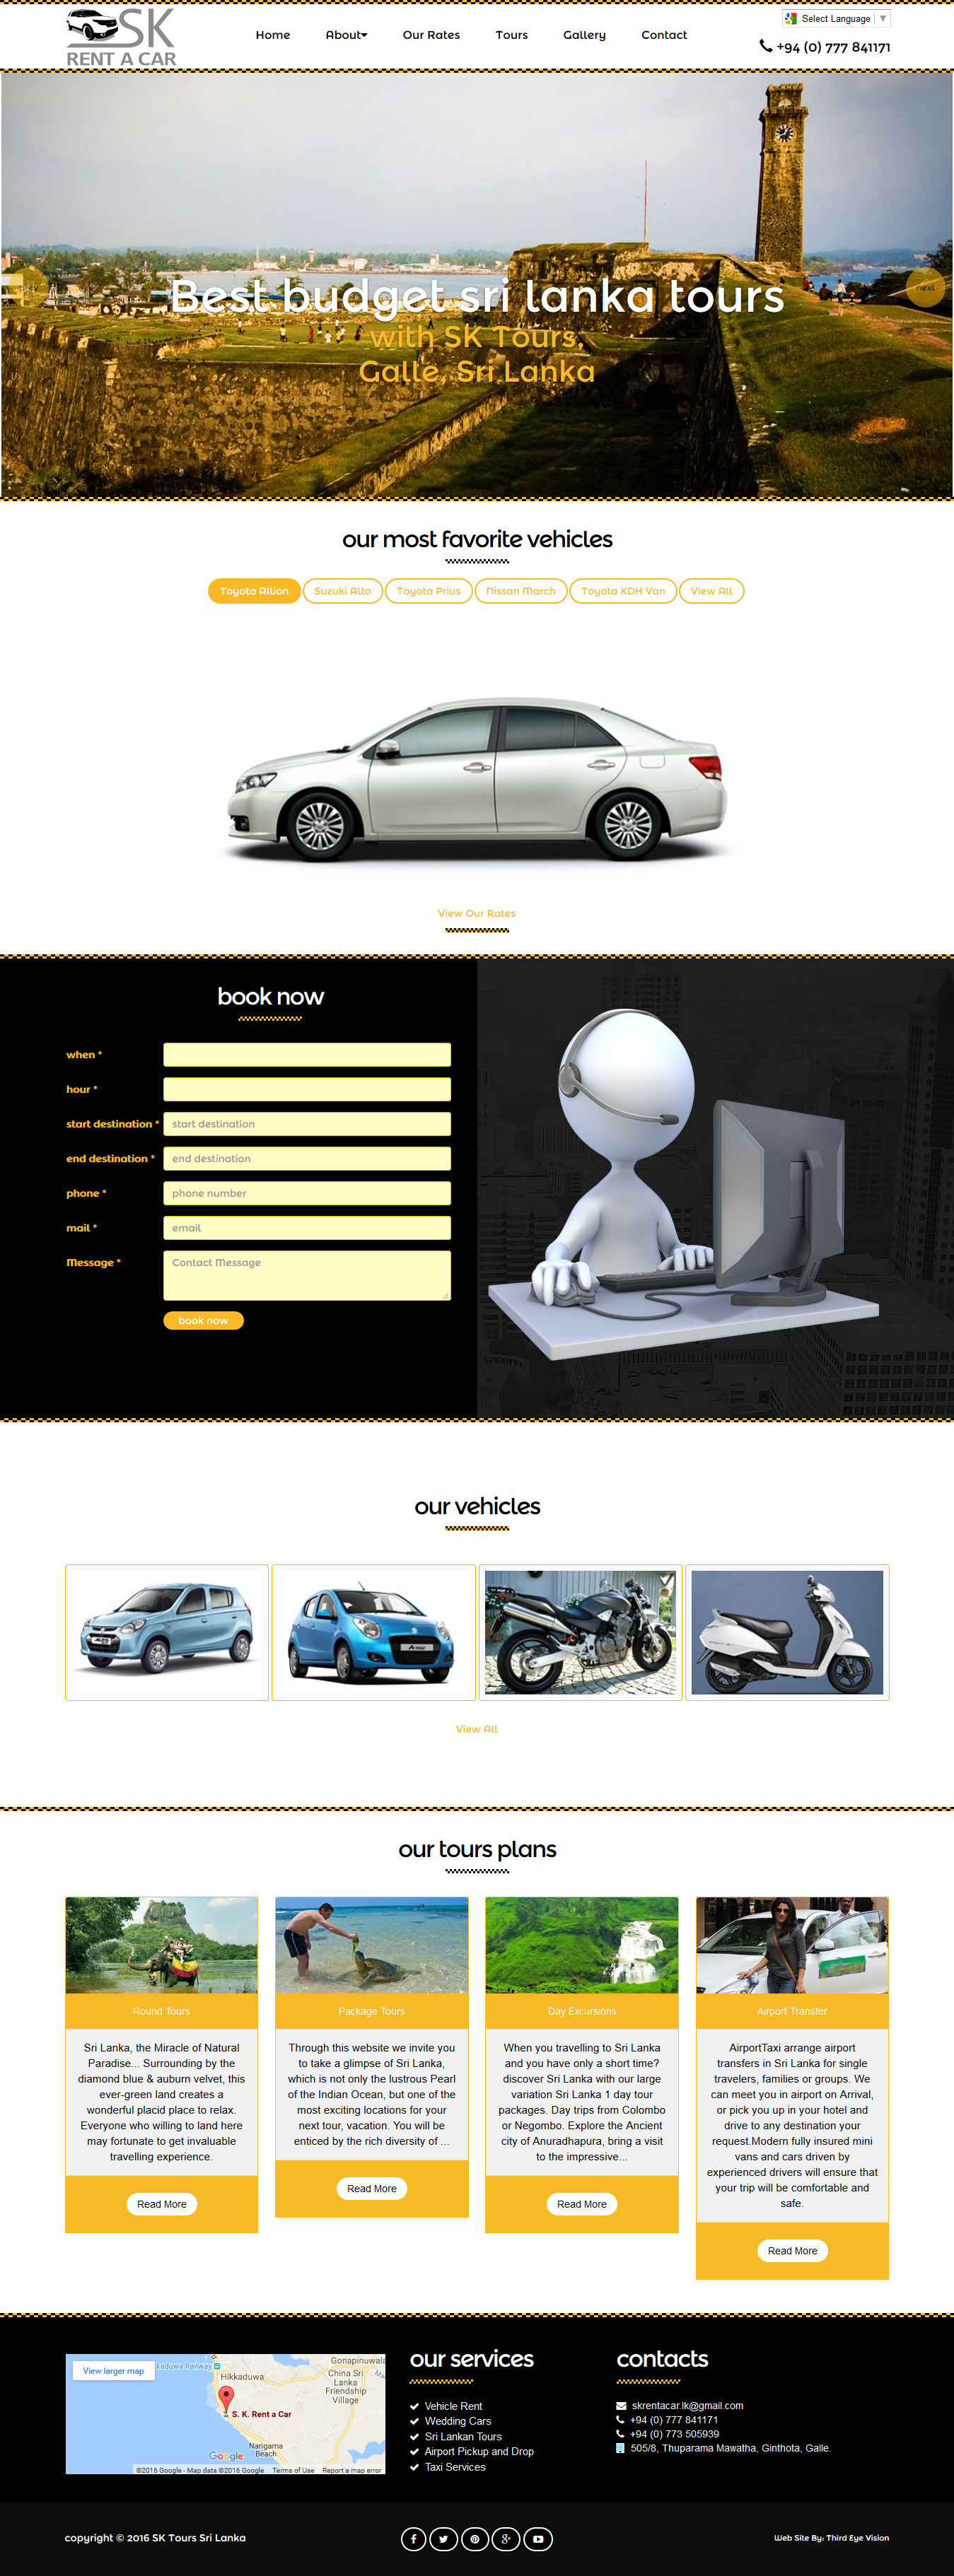 SK
RENT A CAR
Home
About
Our Rates
Tours
Gallery
Contact
Select Language
+94 (0) 777 841171
Best budget sri lanka tours
with SK Tours,
Galle, Sri Lanka
next
our most favorite vehicles
Toyota Allion
Suzuki Alto
Toyota Prius
Nissan March
Toyota KDH Van
View All
View Our Rates
book now
when *
hour *
start destination *
start destination
end destination *
end destination
phone *
phone number
mail *
email
Message *
Contact Message
book now
our vehicles
View All
our tours plans
Round Tours
Sri Lanka, the Miracle of Natural
Paradise... Surrounding by the
diamond blue & auburn velvet, this
ever-green land creates a
wonderful placid place to relax.
Everyone who willing to land here
may fortunate to get invaluable
travelling experience.
Read More
Package Tours
Through this website we invite you
to take a glimpse of Sri Lanka,
which is not only the lustrous Pearl
of the Indian Ocean, but one of the
most exciting locations for your
next tour, vacation. You will be
enticed by the rich diversity of ...
Read More
Day Excursions
When you travelling to Sri Lanka
and you have only a short time?
discover Sri Lanka with our large
variation Sri Lanka 1 day tour
packages. Day trips from Colombo
or Negombo. Explore the Ancient
city of Anuradhapura, bring a visit
to the impressive...
Read More
Airport Transfer
AirportTaxi arrange airport
transfers in Sri Lanka for single
travelers, families or groups. We
can meet you in airport on Arrival,
or pick you up in your hotel and
drive to any destination your
request.Modern fully insured mini
vans and cars driven by
experienced drivers will ensure that
your trip will be comfortable and
safe.
Read More
View larger map
Hikkaduwa
Gonapinuwala
China Sri
Lanka
Friendship
Village
S. K. Rent a Car
Narigama
Beach
Google
©2016 Google - Map data ©2016 Google
Terms of Use
Report a map error
our services
Vehicle Rent
Wedding Cars
Sri Lankan Tours
Airport Pickup and Drop
Taxi Services
contacts
skrentacar.lk@gmail.com
+94 (0) 777 841171
+94 (0) 773 505939
505/8, Thuparama Mawatha, Ginthota, Galle.
copyright © 2016 SK Tours Sri Lanka
Web Site By: Third Eye Vision